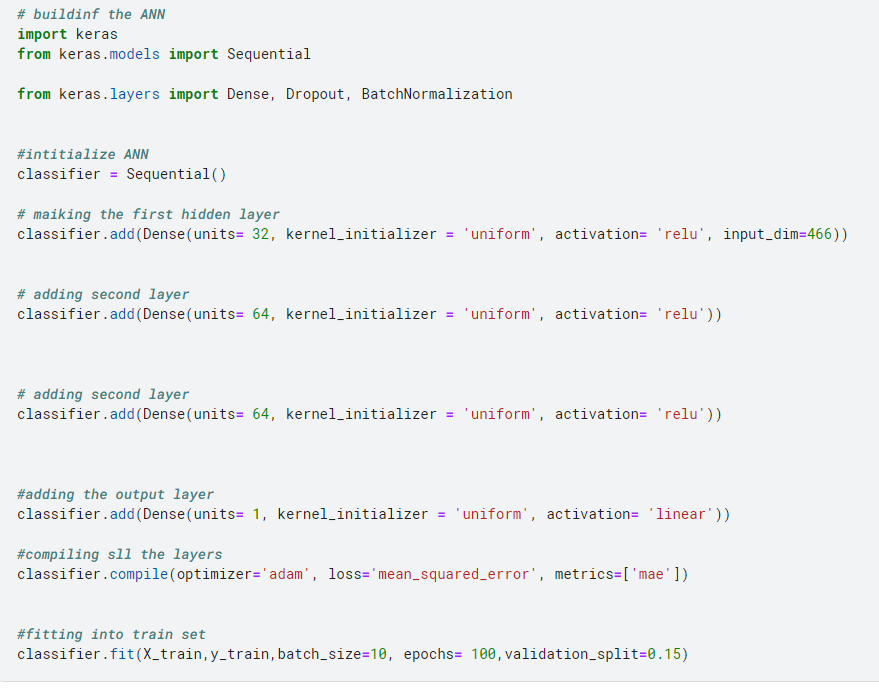 # buildinf the ANN
import keras
from keras.models import Sequential
from keras.layers import Dense, Dropout, BatchNormalization
#intitialize ANN
classifier = Sequential()
# maiking the first hidden layer
classifier.add(Dense(units= 32, kernel_initializer = 'uniform', activation= 'relu', input_dim=466))
# adding second layer
classifier.add(Dense(units= 64, kernel_initializer = 'uniform', activation= 'relu'))
# adding second layer
classifier.add(Dense(units= 64, kernel_initializer = 'uniform', activation= 'relu'))
#adding the output layer
classifier.add(Dense(units= 1, kernel_initializer = 'uniform', activation= 'linear'))
#compiling sll the layers
classifier.compile(optimizer='adam', loss='mean_squared_error', metrics=['mae'])
#fitting into train set
classifier.fit(X_train,y_train,batch_size=10, epochs= 100,validation_split=0.15)